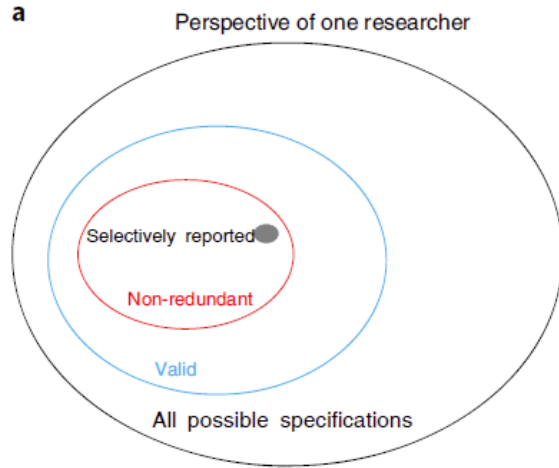 a
Perspective of one researcher
Selectively reported
Non-redundant
Valid
All possible specifications